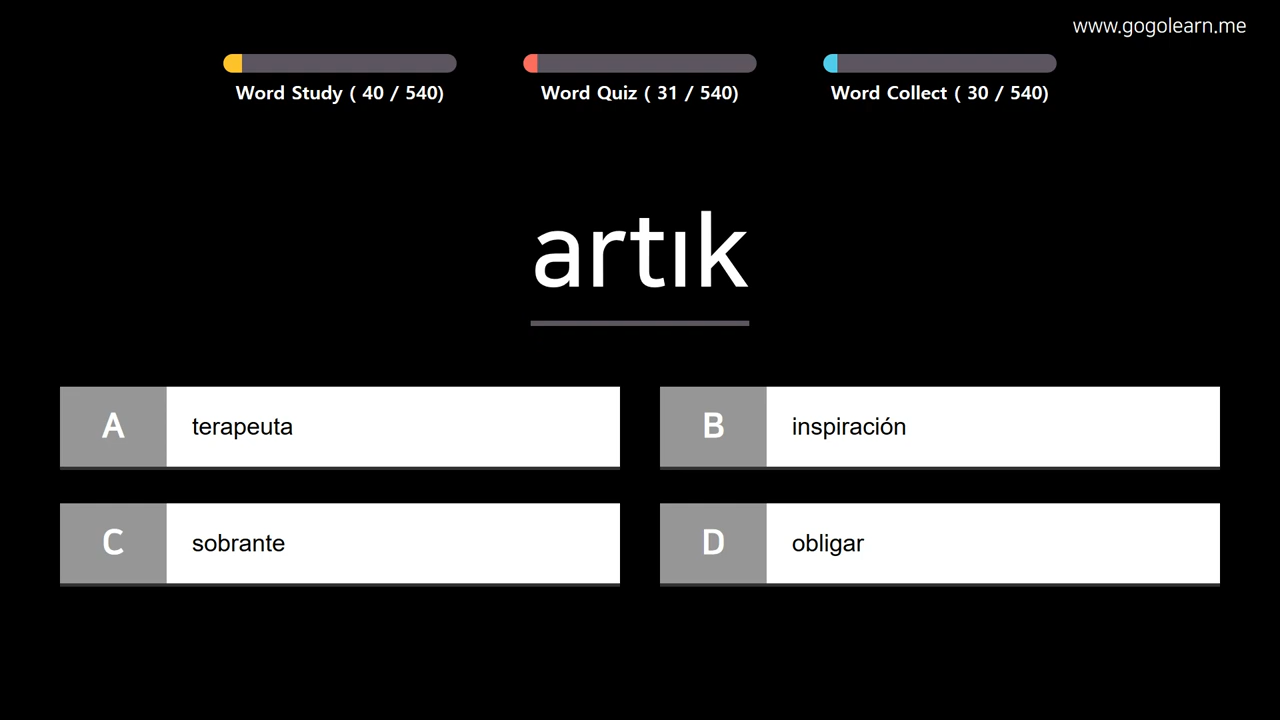 www.gogolearn.me
Word Study ( 40 / 540)
Word Quiz ( 31 / 540)
Word Collect ( 30 / 540)
artık
A terapeuta
B inspiración
C sobrante
D obligar